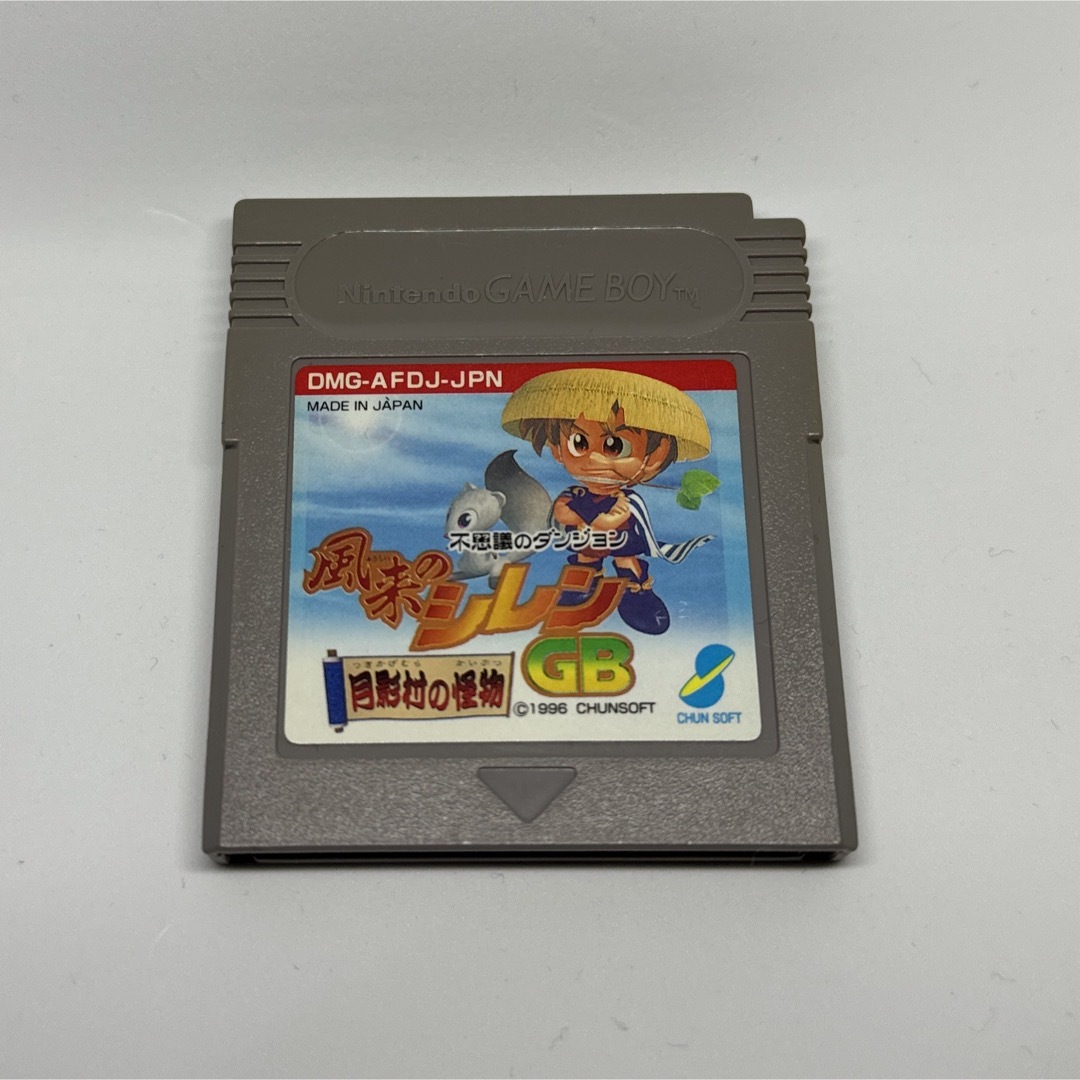 Nintendo GAME BOY™
DMG-AFDJ-JPN
MADE IN JAPAN
不思議のダンジョン
風来のシレン
GB
つきかげむら かいぶつ
月影村の怪物
©1996 CHUNSOFT
CHUN SOFT